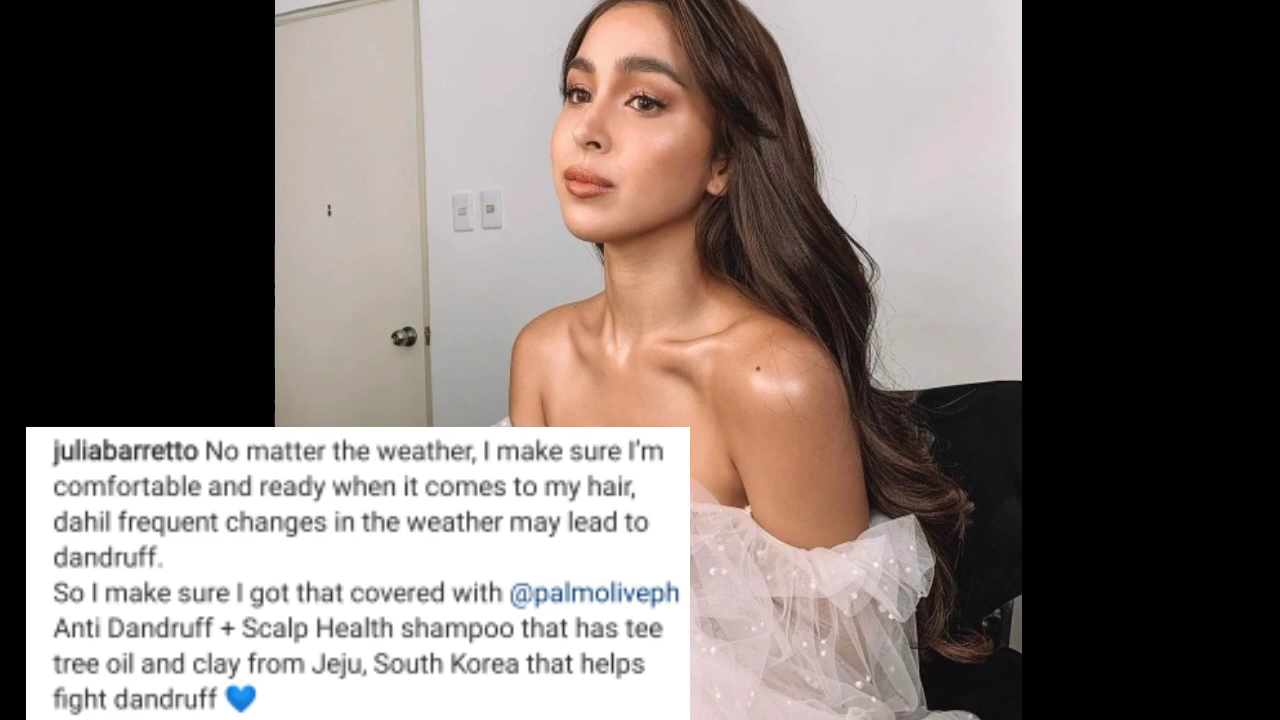 juliabarretto No matter the weather, I make sure I'm
comfortable and ready when it comes to my hair,
dahil frequent changes in the weather may lead to
dandruff.
So I make sure I got that covered with @palmoliveph
Anti Dandruff + Scalp Health shampoo that has tee
tree oil and clay from Jeju, South Korea that helps
fight dandruff 💙